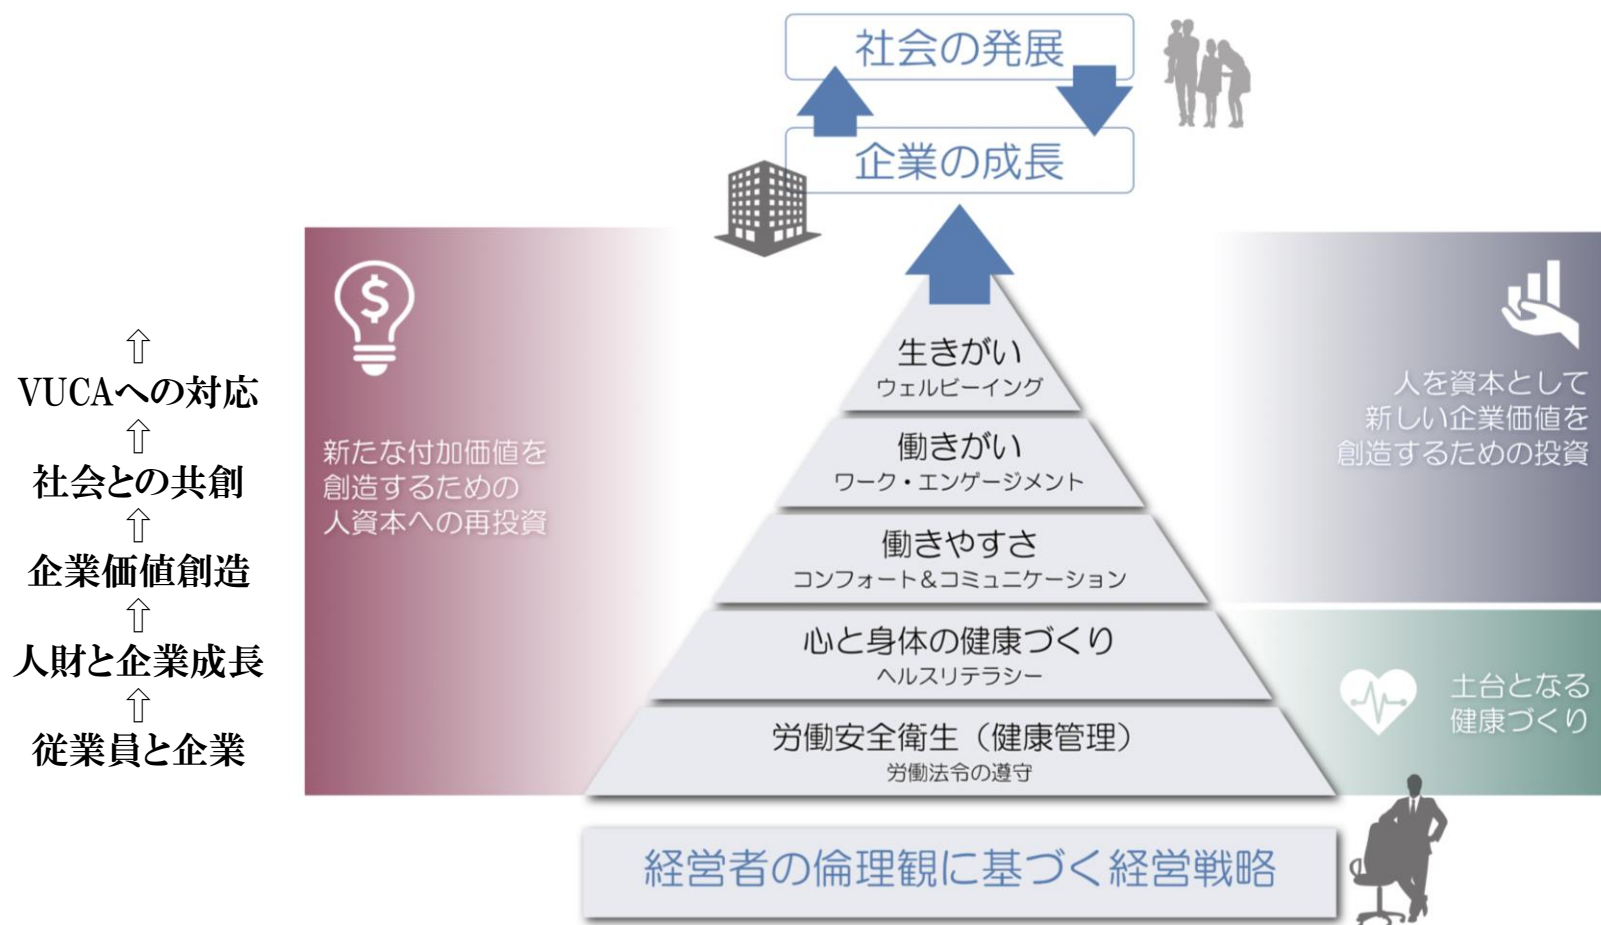 社会の発展
企業の成長
⇧
VUCAへの対応
⇧
社会との共創
⇧
企業価値創造
⇧
人財と企業成長
⇧
従業員と企業
$
新たな付加価値を
創造するための
人資本への再投資
生きがい
ウェルビーイング
働きがい
ワーク・エンゲージメント
働きやすさ
コンフォート＆コミュニケーション
心と身体の健康づくり
ヘルスリテラシー
労働安全衛生（健康管理）
労働法令の遵守
人を資本として
新しい企業価値を
創造するための投資
土台となる
健康づくり
経営者の倫理観に基づく経営戦略